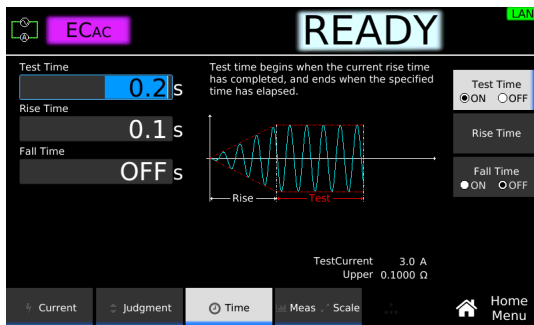 LAN
A
ECAC
READY
Test Time
0.2 s
Rise Time
0.1 s
Fall Time
OFF s
Test time begins when the current rise time
has completed, and ends when the specified
time has elapsed.
Rise
Test
TestCurrent 3.0 A
Upper 0.1000 Ω
Test Time
ON OFF
Rise Time
Fall Time
ON OFF
Current
Judgment
Time
Meas
Scale
Home
Menu